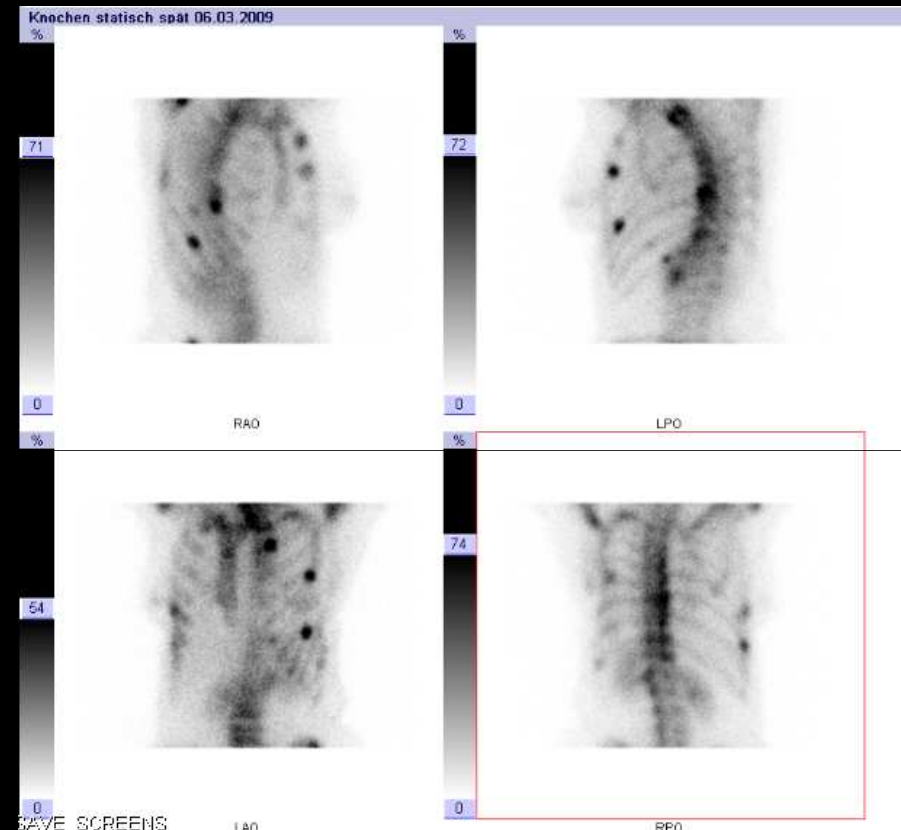 Knochen statisch spät 06.03.2009
% %
71 72
0 0
RAO LPO
% %
74
54
0 0
SAVE SCREENS
LAO RPO